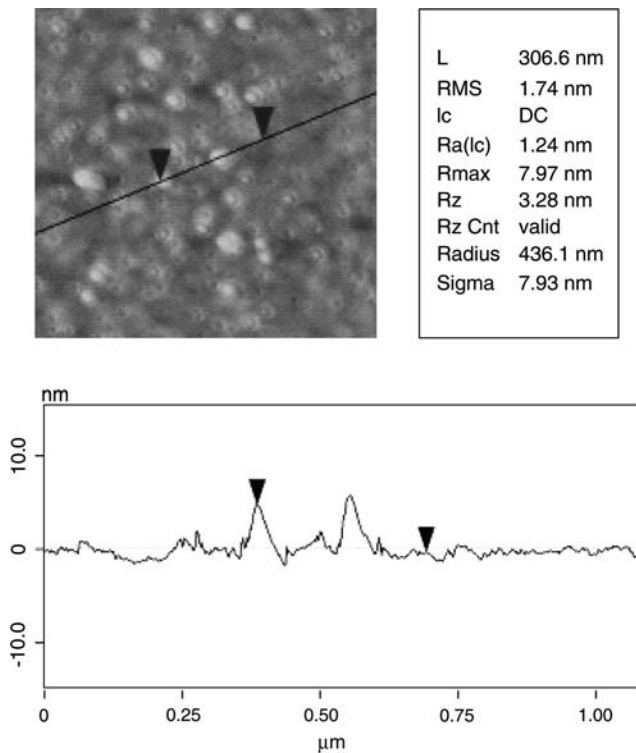 L 306.6 nm
RMS 1.74 nm
lc DC
Ra(lc) 1.24 nm
Rmax 7.97 nm
Rz 3.28 nm
Rz Cnt valid
Radius 436.1 nm
Sigma 7.93 nm
nm
10.0
0
-10.0
0 0.25 0.50 0.75 1.00
μm